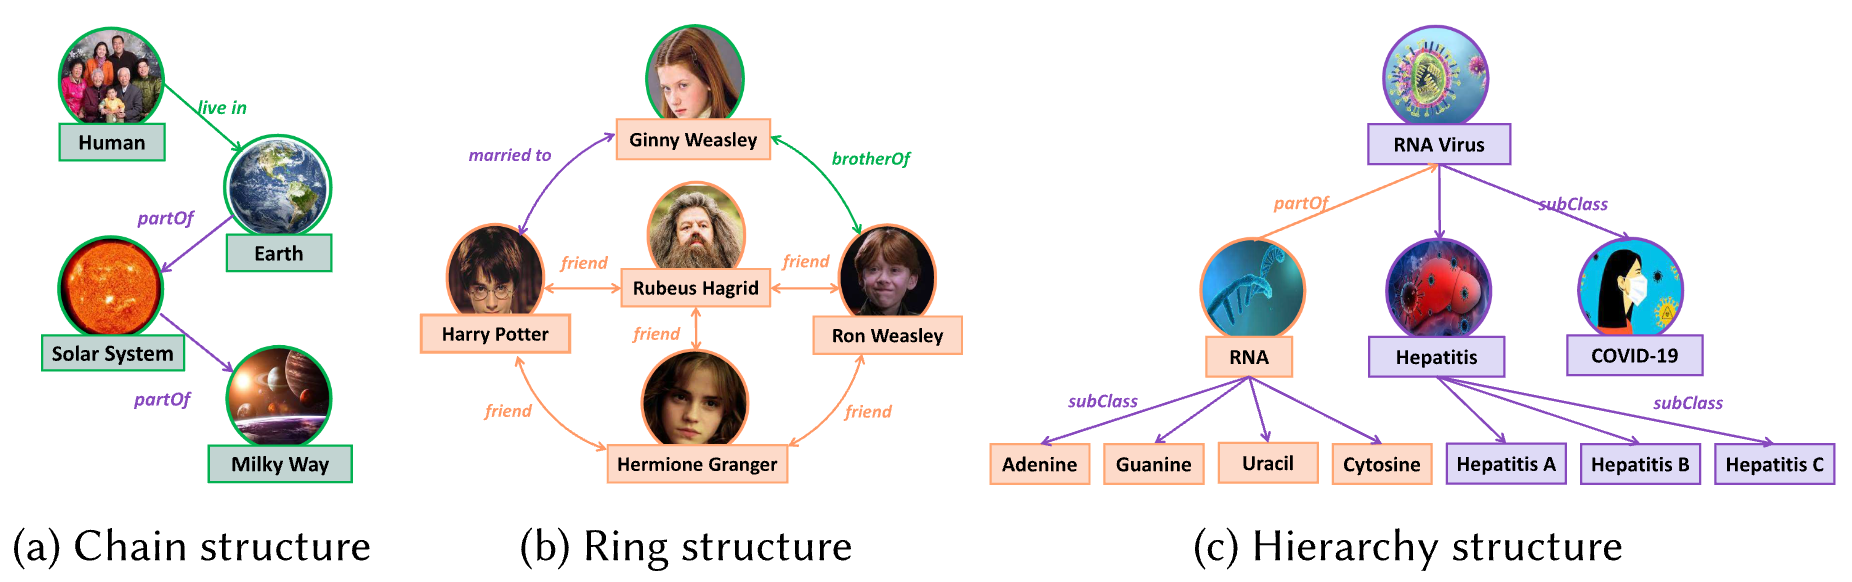 live in
Human
partOf
Earth
Solar System
partOf
Milky Way
(a) Chain structure
Ginny Weasley
married to
brotherOf
friend
friend
Rubeus Hagrid
Harry Potter
friend
Ron Weasley
friend
friend
Hermione Granger
(b) Ring structure
RNA Virus
partOf
subClass
RNA
Hepatitis
COVID-19
subClass
subClass
Adenine
Guanine
Uracil
Cytosine
Hepatitis A
Hepatitis B
Hepatitis C
(c) Hierarchy structure